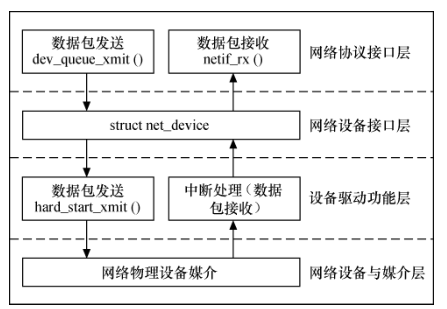 数据包发送
dev_queue_xmit ()
数据包接收
netif_rx ()
网络协议接口层
struct net_device
网络设备接口层
数据包发送
hard_start_xmit ()
中断处理（数据
包接收）
设备驱动功能层
网络物理设备媒介
网络设备与媒介层